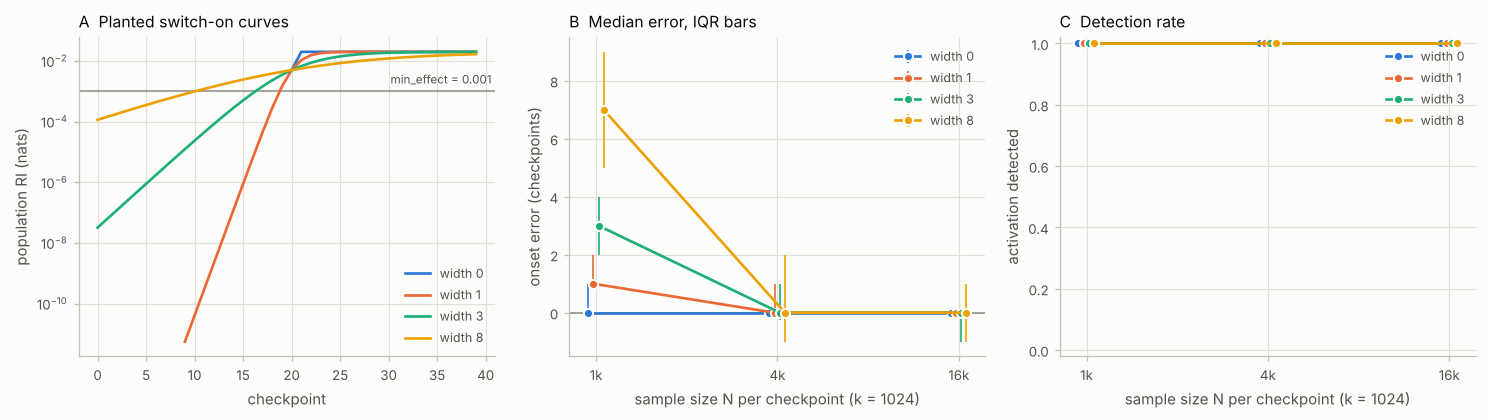 A Planted switch-on curves
population RI (nats)
10⁻²
10⁻⁴
10⁻⁶
10⁻⁸
10⁻¹⁰
min_effect = 0.001
width 0
width 1
width 3
width 8
0 5 10 15 20 25 30 35 40
checkpoint
B Median error, IQR bars
onset error (checkpoints)
8
6
4
2
0
width 0
width 1
width 3
width 8
1k 4k 16k
sample size N per checkpoint (k = 1024)
C Detection rate
activation detected
1.0
0.8
0.6
0.4
0.2
0.0
width 0
width 1
width 3
width 8
1k 4k 16k
sample size N per checkpoint (k = 1024)